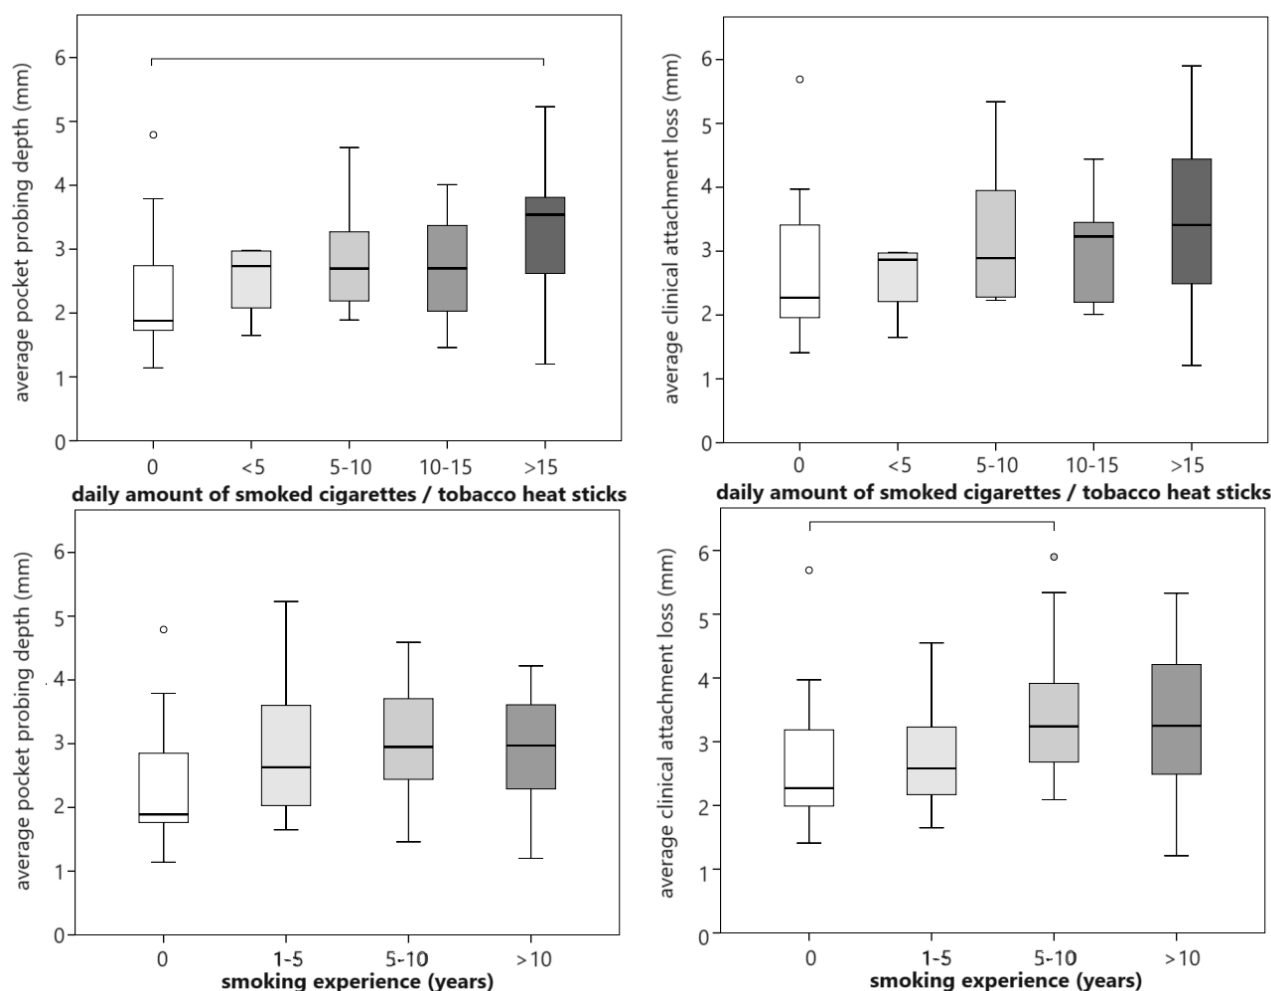 average pocket probing depth (mm)
6
5
4
3
2
1
0
0 <5 5-10 10-15 >15
daily amount of smoked cigarettes / tobacco heat sticks
average clinical attachment loss (mm)
6
5
4
3
2
1
0
0 <5 5-10 10-15 >15
daily amount of smoked cigarettes / tobacco heat sticks
average pocket probing depth (mm)
6
5
4
3
2
1
0
0 1-5 5-10 >10
smoking experience (years)
average clinical attachment loss (mm)
6
5
4
3
2
1
0
0 1-5 5-10 >10
smoking experience (years)